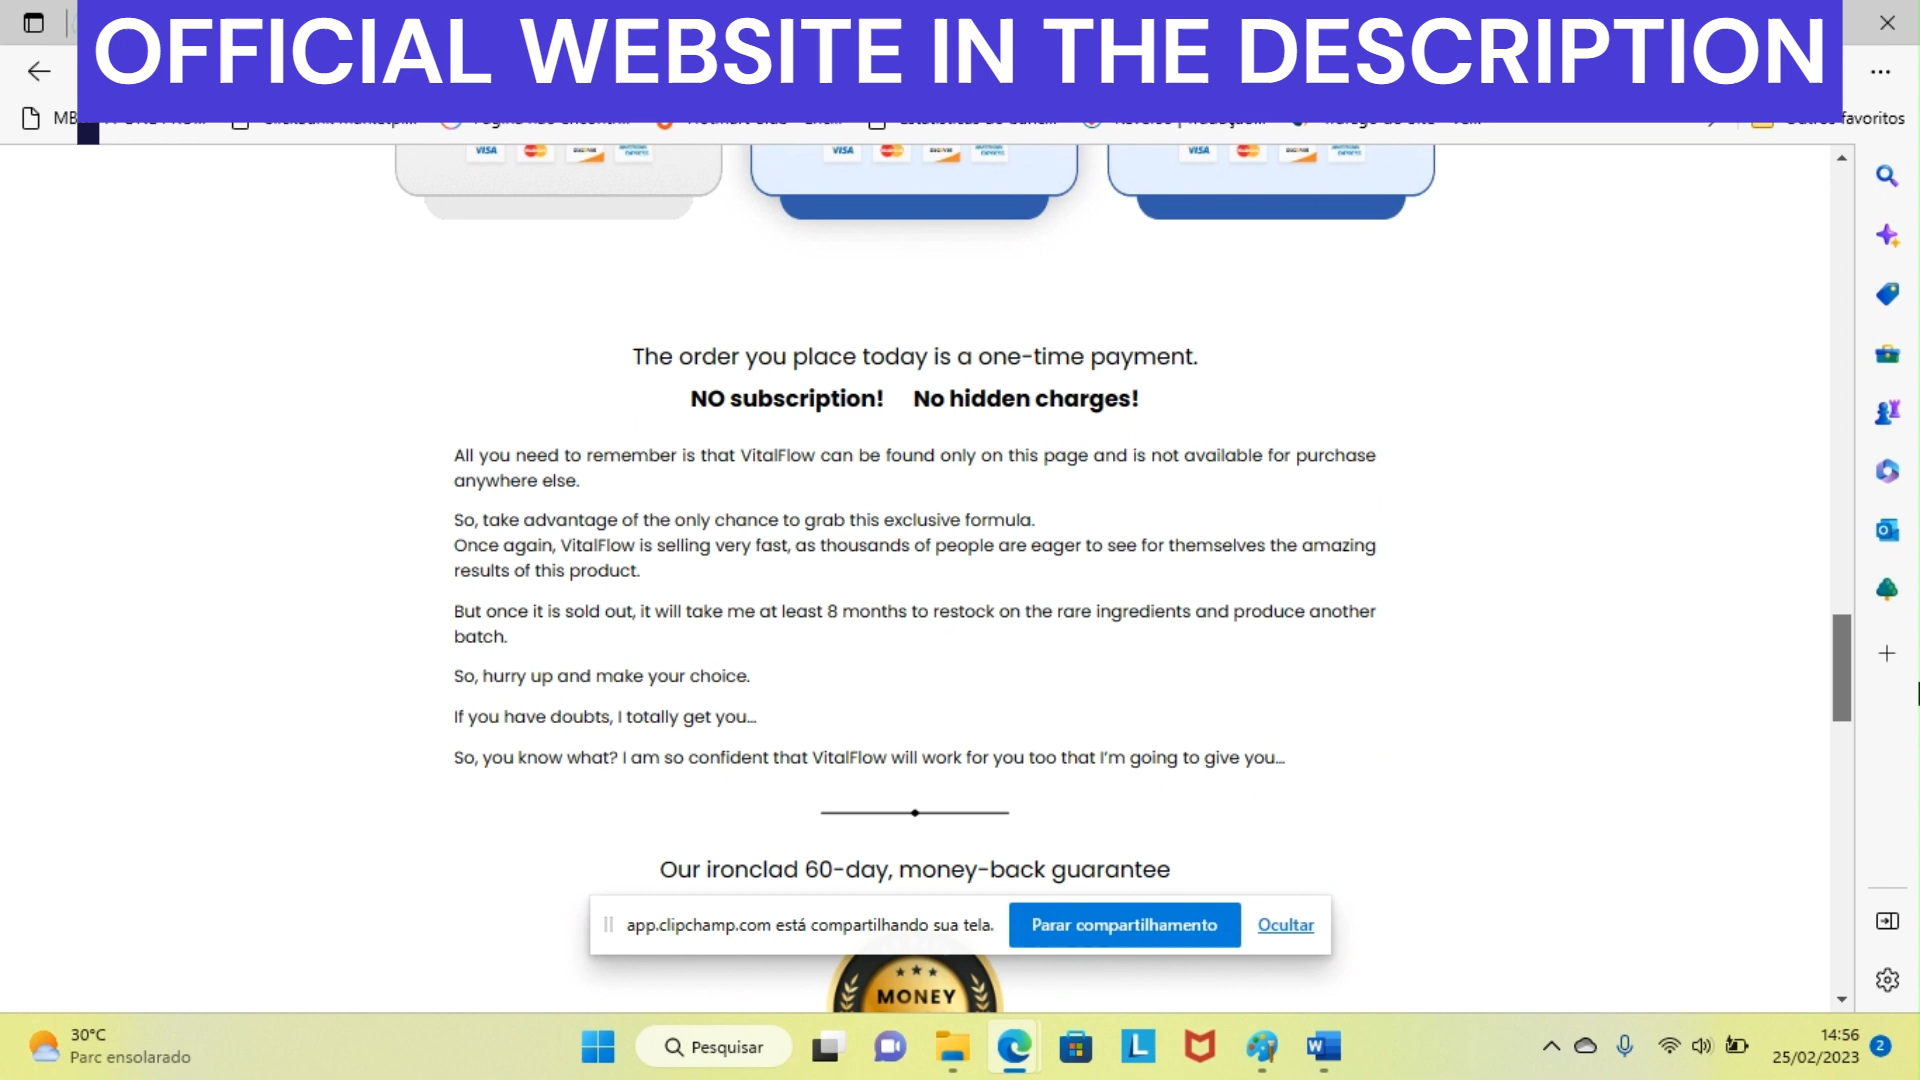 OFFICIAL WEBSITE IN THE DESCRIPTION
MB
favoritos
VISA VISA VISA
The order you place today is a one-time payment.
NO subscription! No hidden charges!
All you need to remember is that VitalFlow can be found only on this page and is not available for purchase
anywhere else.
So, take advantage of the only chance to grab this exclusive formula.
Once again, VitalFlow is selling very fast, as thousands of people are eager to see for themselves the amazing
results of this product.
But once it is sold out, it will take me at least 8 months to restock on the rare ingredients and produce another
batch.
So, hurry up and make your choice.
If you have doubts, I totally get you...
So, you know what? I am so confident that VitalFlow will work for you too that I'm going to give you...
Our ironclad 60-day, money-back guarantee
app.clipchamp.com está compartilhando sua tela. Parar compartilhamento Ocultar
MONEY
30°C
Parc ensolarado
Pesquisar
14:56
25/02/2023
2